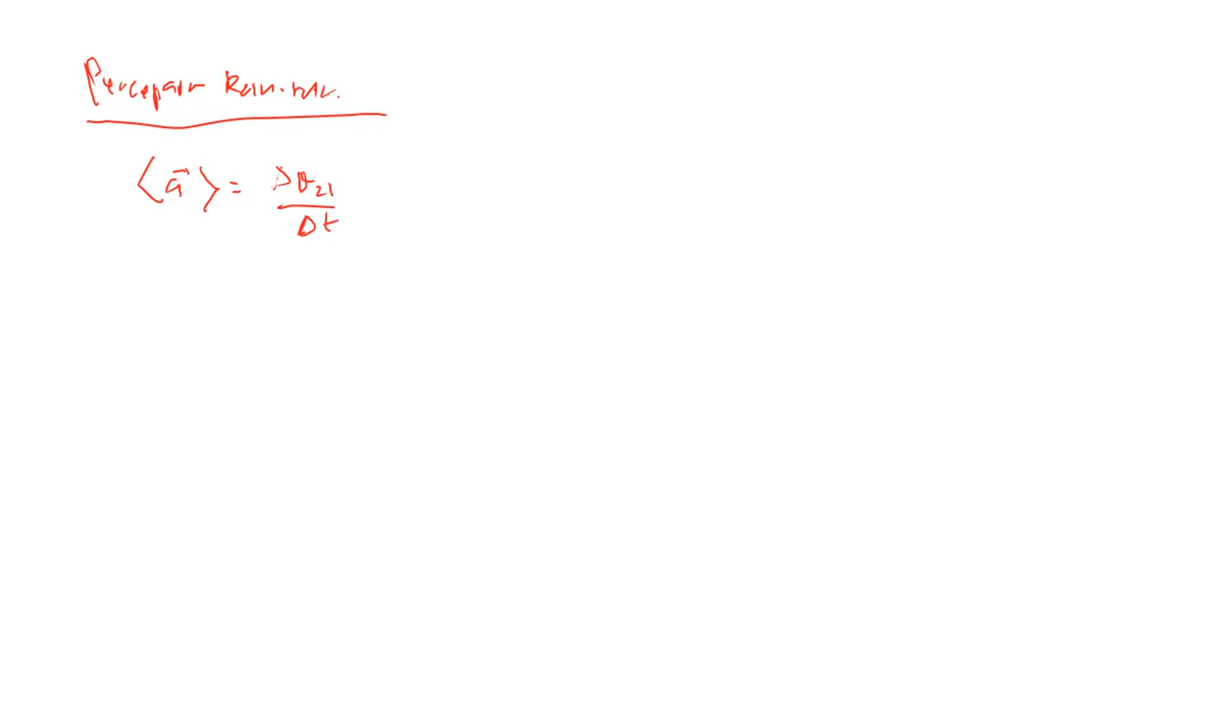 Percepatan Rata-rata.
⟨a⃗⟩ = Δv₂₁ / Δt